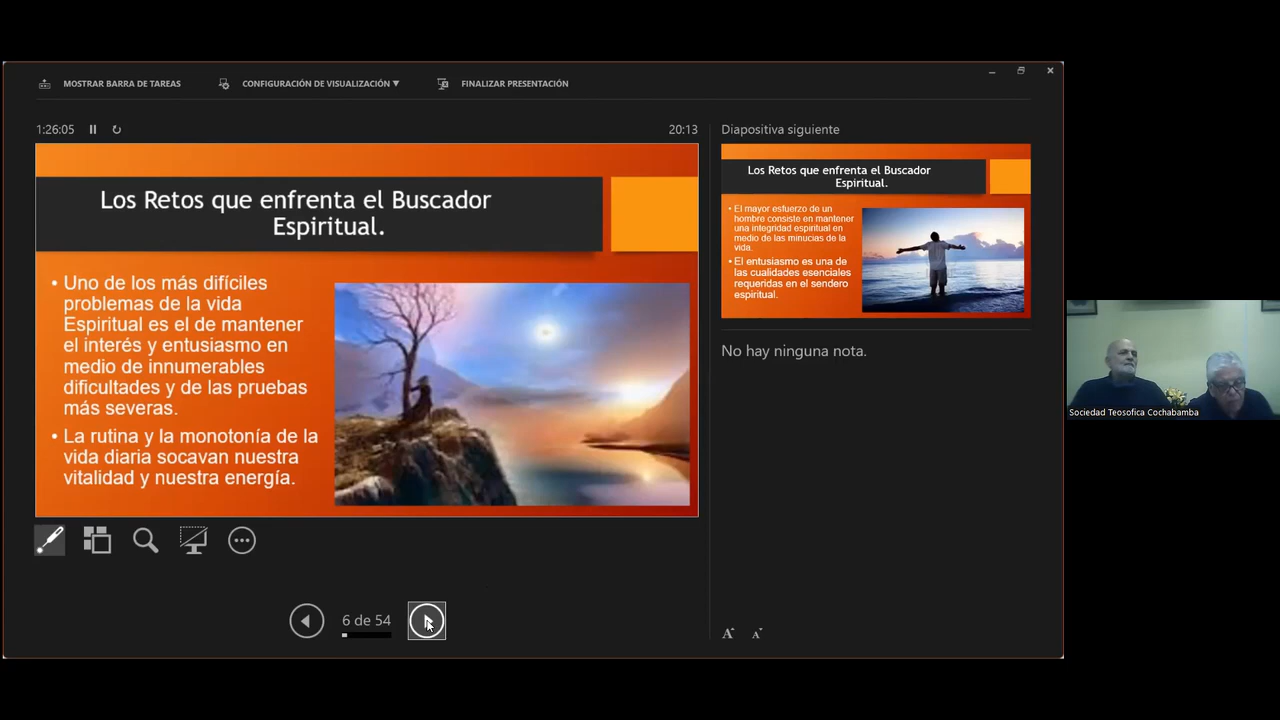 MOSTRAR BARRA DE TAREAS
CONFIGURACIÓN DE VISUALIZACIÓN ▼
FINALIZAR PRESENTACIÓN
1:26:05
20:13
Los Retos que enfrenta el Buscador
Espiritual.
• Uno de los más difíciles
problemas de la vida
Espiritual es el de mantener
el interés y entusiasmo en
medio de innumerables
dificultades y de las pruebas
más severas.
• La rutina y la monotonía de la
vida diaria socavan nuestra
vitalidad y nuestra energía.
6 de 54
Diapositiva siguiente
Los Retos que enfrenta el Buscador
Espiritual.
• El mayor esfuerzo de un
hombre consiste en mantener
una integridad espiritual en
medio de las minucias de la
vida.
• El entusiasmo es una de
las cualidades esenciales
requeridas en el sendero
espiritual.
No hay ninguna nota.
A A
Sociedad Teosofica Cochabamba